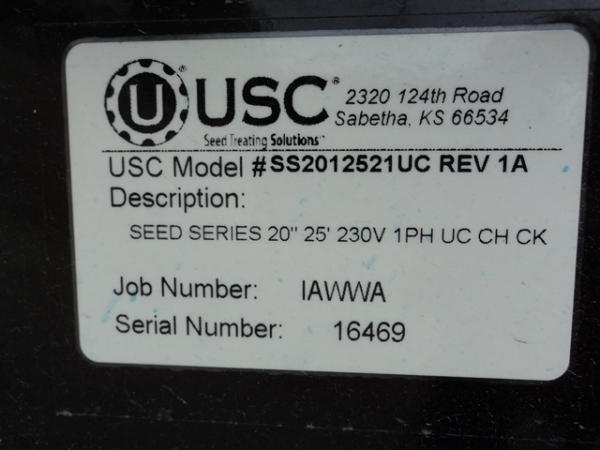 U USC® 2320 124th Road
Sabetha, KS 66534
Seed Treating Solutions™
USC Model #SS2012521UC REV 1A
Description:
SEED SERIES 20" 25' 230V 1PH UC CH CK
Job Number: IAWWA
Serial Number: 16469